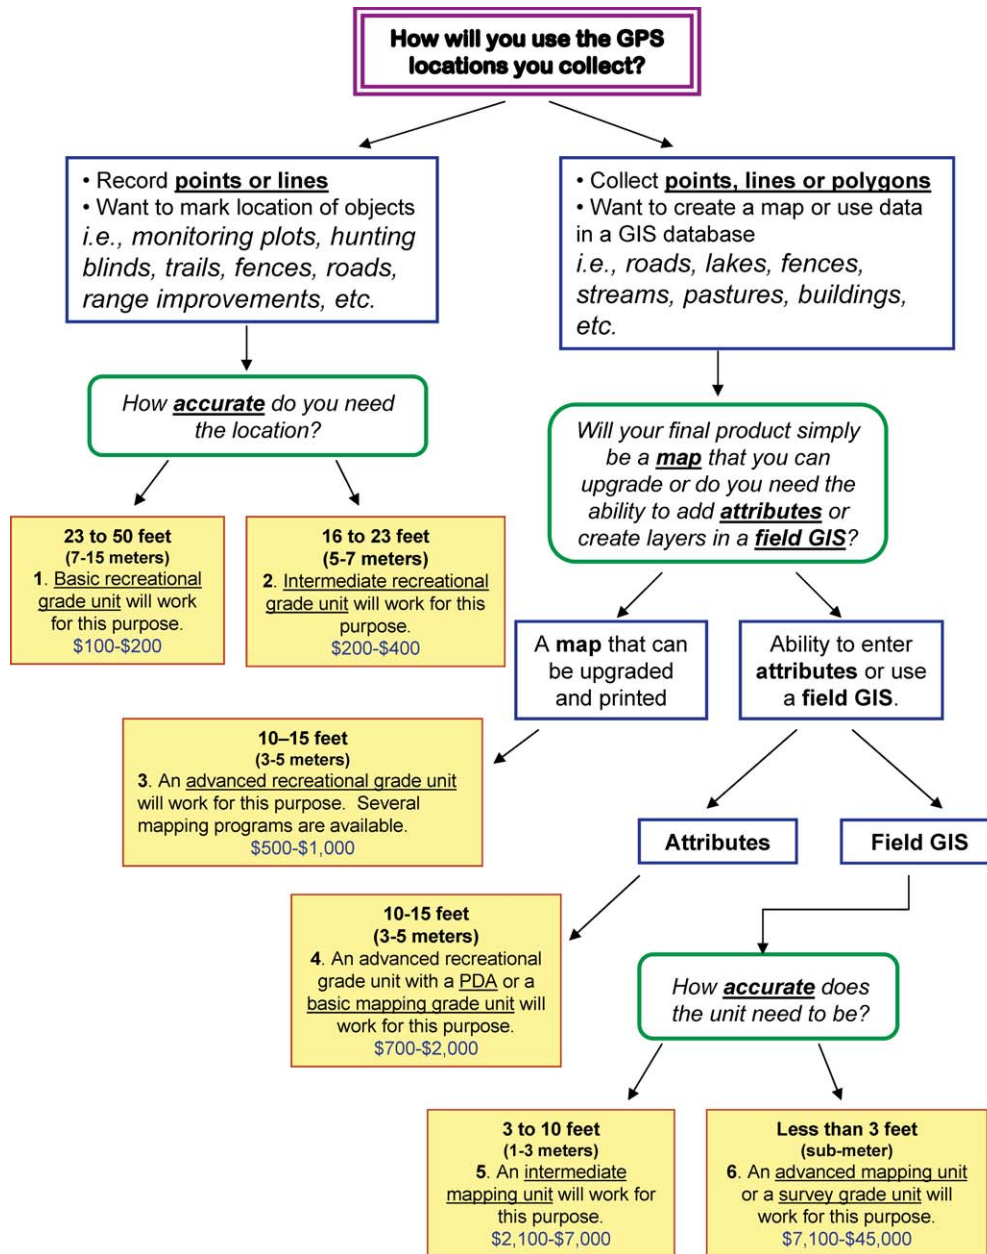 How will you use the GPS
locations you collect?
• Record points or lines
• Want to mark location of objects
i.e., monitoring plots, hunting
blinds, trails, fences, roads,
range improvements, etc.
• Collect points, lines or polygons
• Want to create a map or use data
in a GIS database
i.e., roads, lakes, fences,
streams, pastures, buildings,
etc.
How accurate do you need
the location?
Will your final product simply
be a map that you can
upgrade or do you need the
ability to add attributes or
create layers in a field GIS?
23 to 50 feet
(7-15 meters)
1. Basic recreational
grade unit will work
for this purpose.
$100-$200
16 to 23 feet
(5-7 meters)
2. Intermediate recreational
grade unit will work for this
purpose.
$200-$400
A map that can
be upgraded
and printed
Ability to enter
attributes or use
a field GIS.
10–15 feet
(3-5 meters)
3. An advanced recreational grade unit
will work for this purpose. Several
mapping programs are available.
$500-$1,000
Attributes
Field GIS
10-15 feet
(3-5 meters)
4. An advanced recreational
grade unit with a PDA or a
basic mapping grade unit will
work for this purpose.
$700-$2,000
How accurate does
the unit need to be?
3 to 10 feet
(1-3 meters)
5. An intermediate
mapping unit will work for
this purpose.
$2,100-$7,000
Less than 3 feet
(sub-meter)
6. An advanced mapping unit
or a survey grade unit will
work for this purpose.
$7,100-$45,000